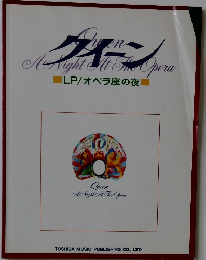 Queen
クイーン
A Night At The Opera
■LP/オペラ座の夜■
Queen
A Night At The Opera
TOSHIBA MUSIC PUBLISHING CO., LTD